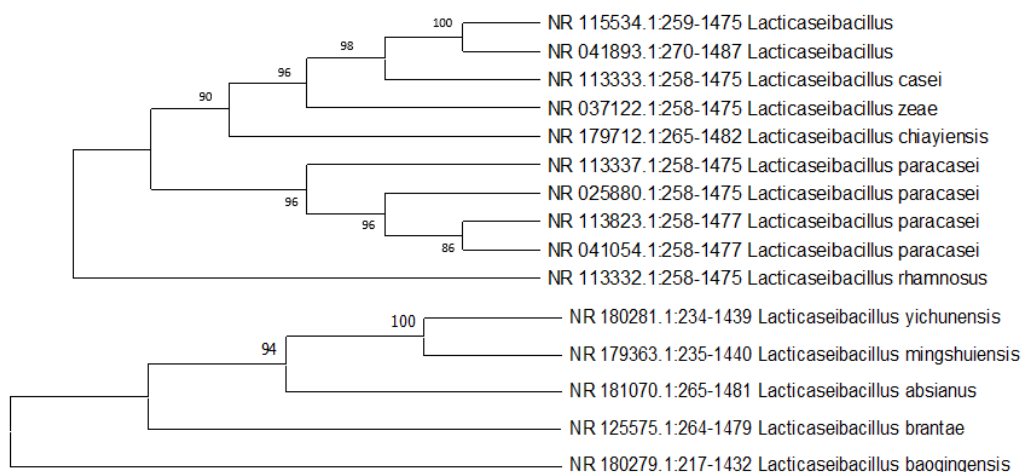 100
NR 115534.1:259-1475 Lacticaseibacillus
98
NR 041893.1:270-1487 Lacticaseibacillus
96
NR 113333.1:258-1475 Lacticaseibacillus casei
90
NR 037122.1:258-1475 Lacticaseibacillus zeae
NR 179712.1:265-1482 Lacticaseibacillus chiayiensis
NR 113337.1:258-1475 Lacticaseibacillus paracasei
96
NR 025880.1:258-1475 Lacticaseibacillus paracasei
96
NR 113823.1:258-1477 Lacticaseibacillus paracasei
86
NR 041054.1:258-1477 Lacticaseibacillus paracasei
NR 113332.1:258-1475 Lacticaseibacillus rhamnosus
100
NR 180281.1:234-1439 Lacticaseibacillus yichunensis
94
NR 179363.1:235-1440 Lacticaseibacillus mingshuiensis
NR 181070.1:265-1481 Lacticaseibacillus absianus
NR 125575.1:264-1479 Lacticaseibacillus brantae
NR 180279.1:217-1432 Lacticaseibacillus baoqingensis